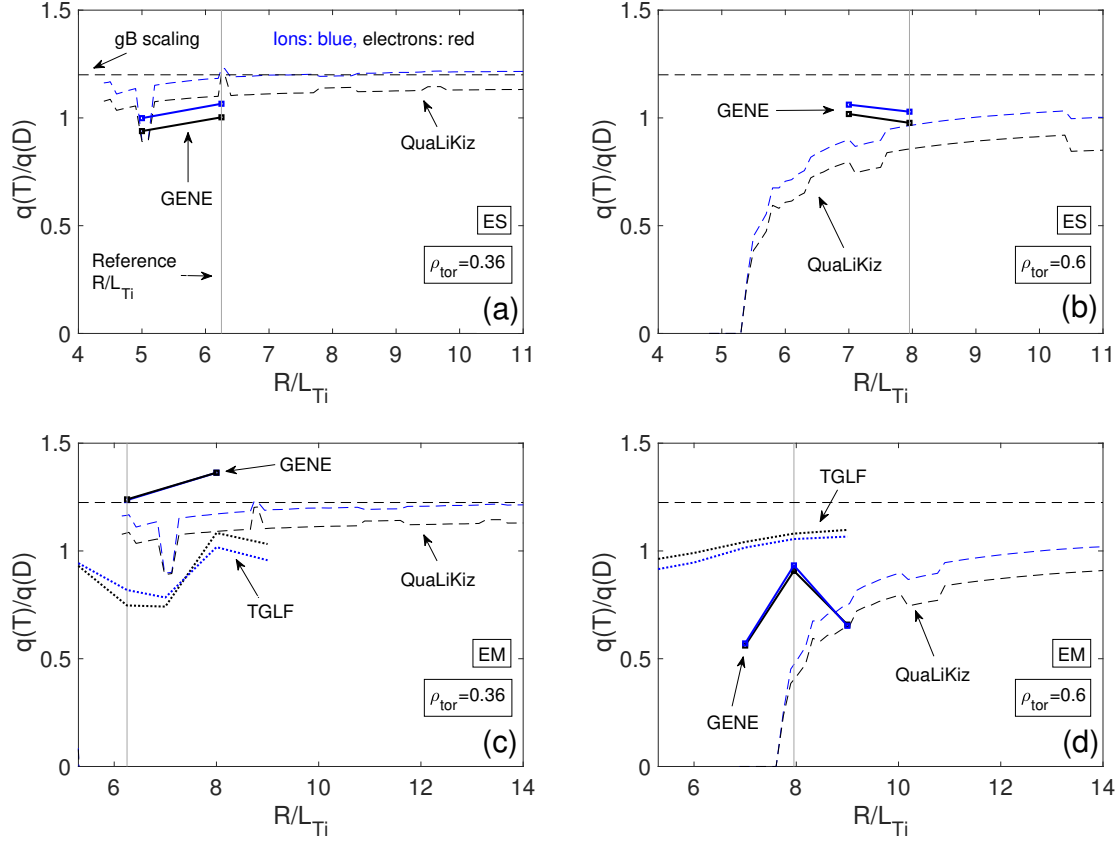 1.5
gB scaling
Ions: blue, electrons: red
1
q(T)/q(D)
QuaLiKiz
GENE
0.5
ES
Reference
R/L_Ti
ρ_tor=0.36
(a)
0
4 5 6 7 8 9 10 11
R/L_Ti
1.5
GENE
1
q(T)/q(D)
0.5
ES
QuaLiKiz
ρ_tor=0.6
(b)
0
4 5 6 7 8 9 10 11
R/L_Ti
1.5
GENE
1
q(T)/q(D)
QuaLiKiz
TGLF
0.5
EM
ρ_tor=0.36
(c)
0
6 8 10 12 14
R/L_Ti
1.5
TGLF
1
q(T)/q(D)
QuaLiKiz
0.5
EM
GENE
ρ_tor=0.6
(d)
0
6 8 10 12 14
R/L_Ti